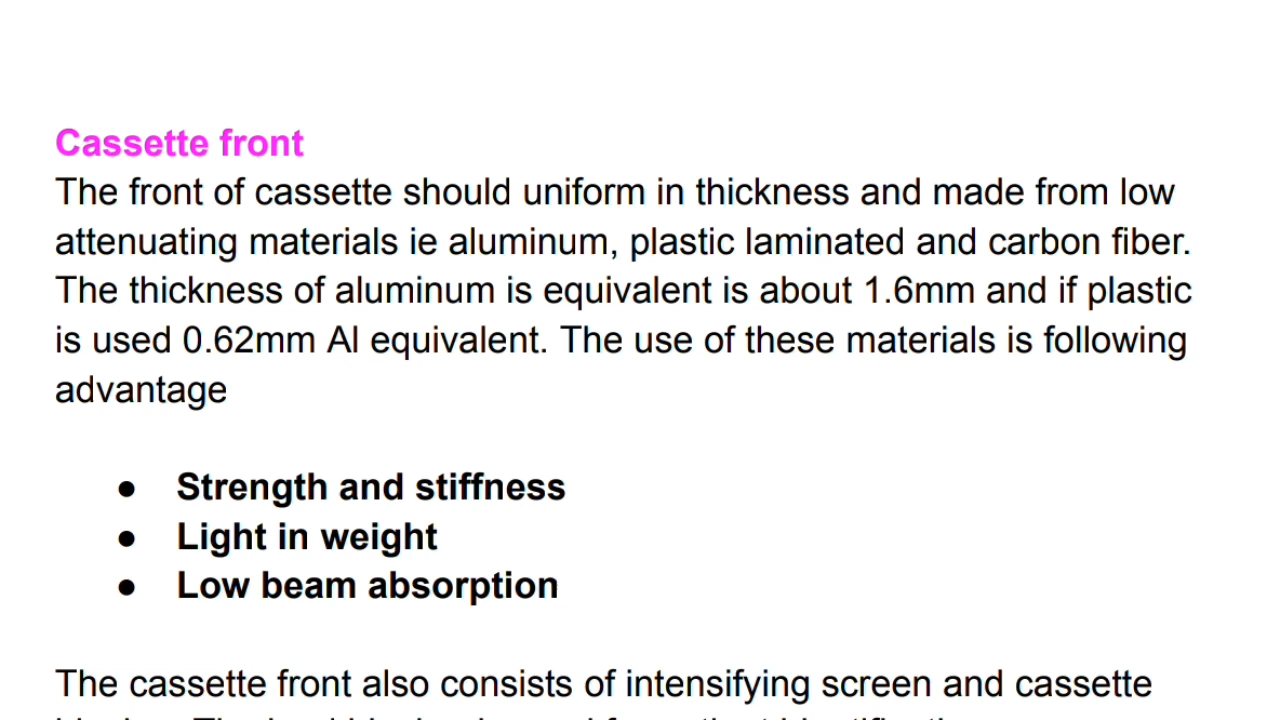 Cassette front
The front of cassette should uniform in thickness and made from low
attenuating materials ie aluminum, plastic laminated and carbon fiber.
The thickness of aluminum is equivalent is about 1.6mm and if plastic
is used 0.62mm Al equivalent. The use of these materials is following
advantage
● Strength and stiffness
● Light in weight
● Low beam absorption
The cassette front also consists of intensifying screen and cassette